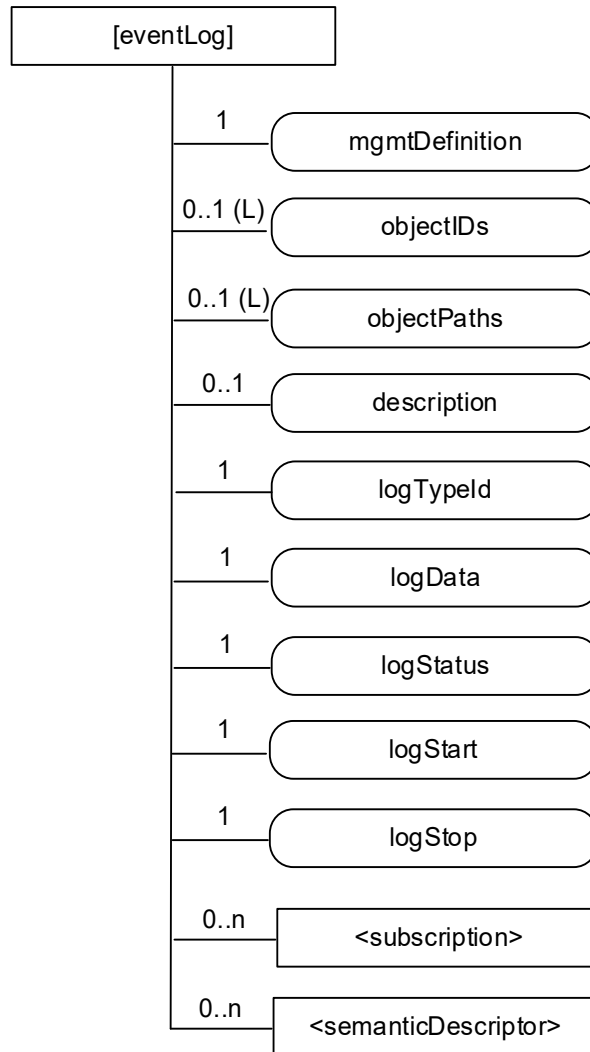 [eventLog]
1
mgmtDefinition
0..1 (L)
objectIDs
0..1 (L)
objectPaths
0..1
description
1
logTypeId
1
logData
1
logStatus
1
logStart
1
logStop
0..n
<subscription>
0..n
<semanticDescriptor>